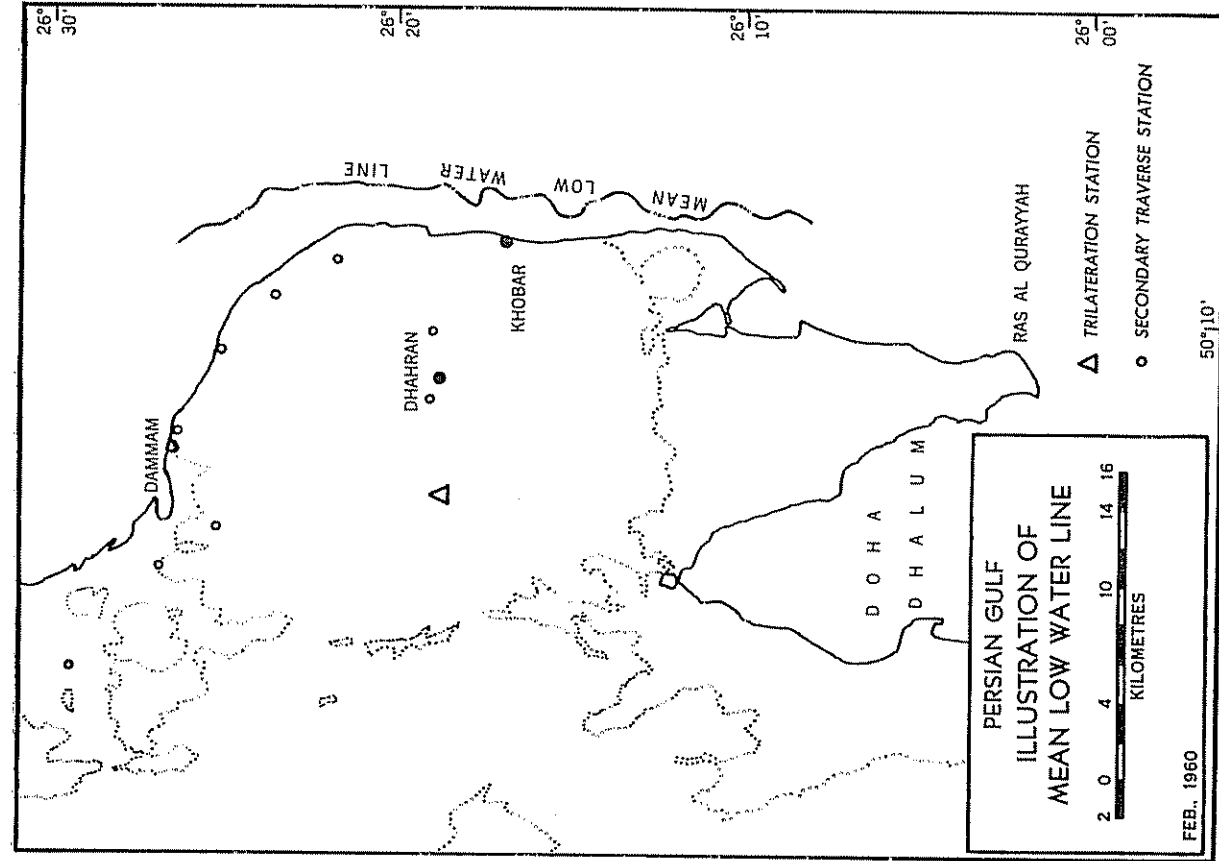 26° 30'
26° 20'
26° 10'
26° 00'
DAMMAM
DHAHRAN
KHOBAR
MEAN LOW WATER LINE
RAS AL QURAYYAH
DOHA
DHALUM
TRILATERATION STATION
SECONDARY TRAVERSE STATION
50° 10'
PERSIAN GULF
ILLUSTRATION OF
MEAN LOW WATER LINE
2 0 4 10 14 16
KILOMETRES
FEB., 1960